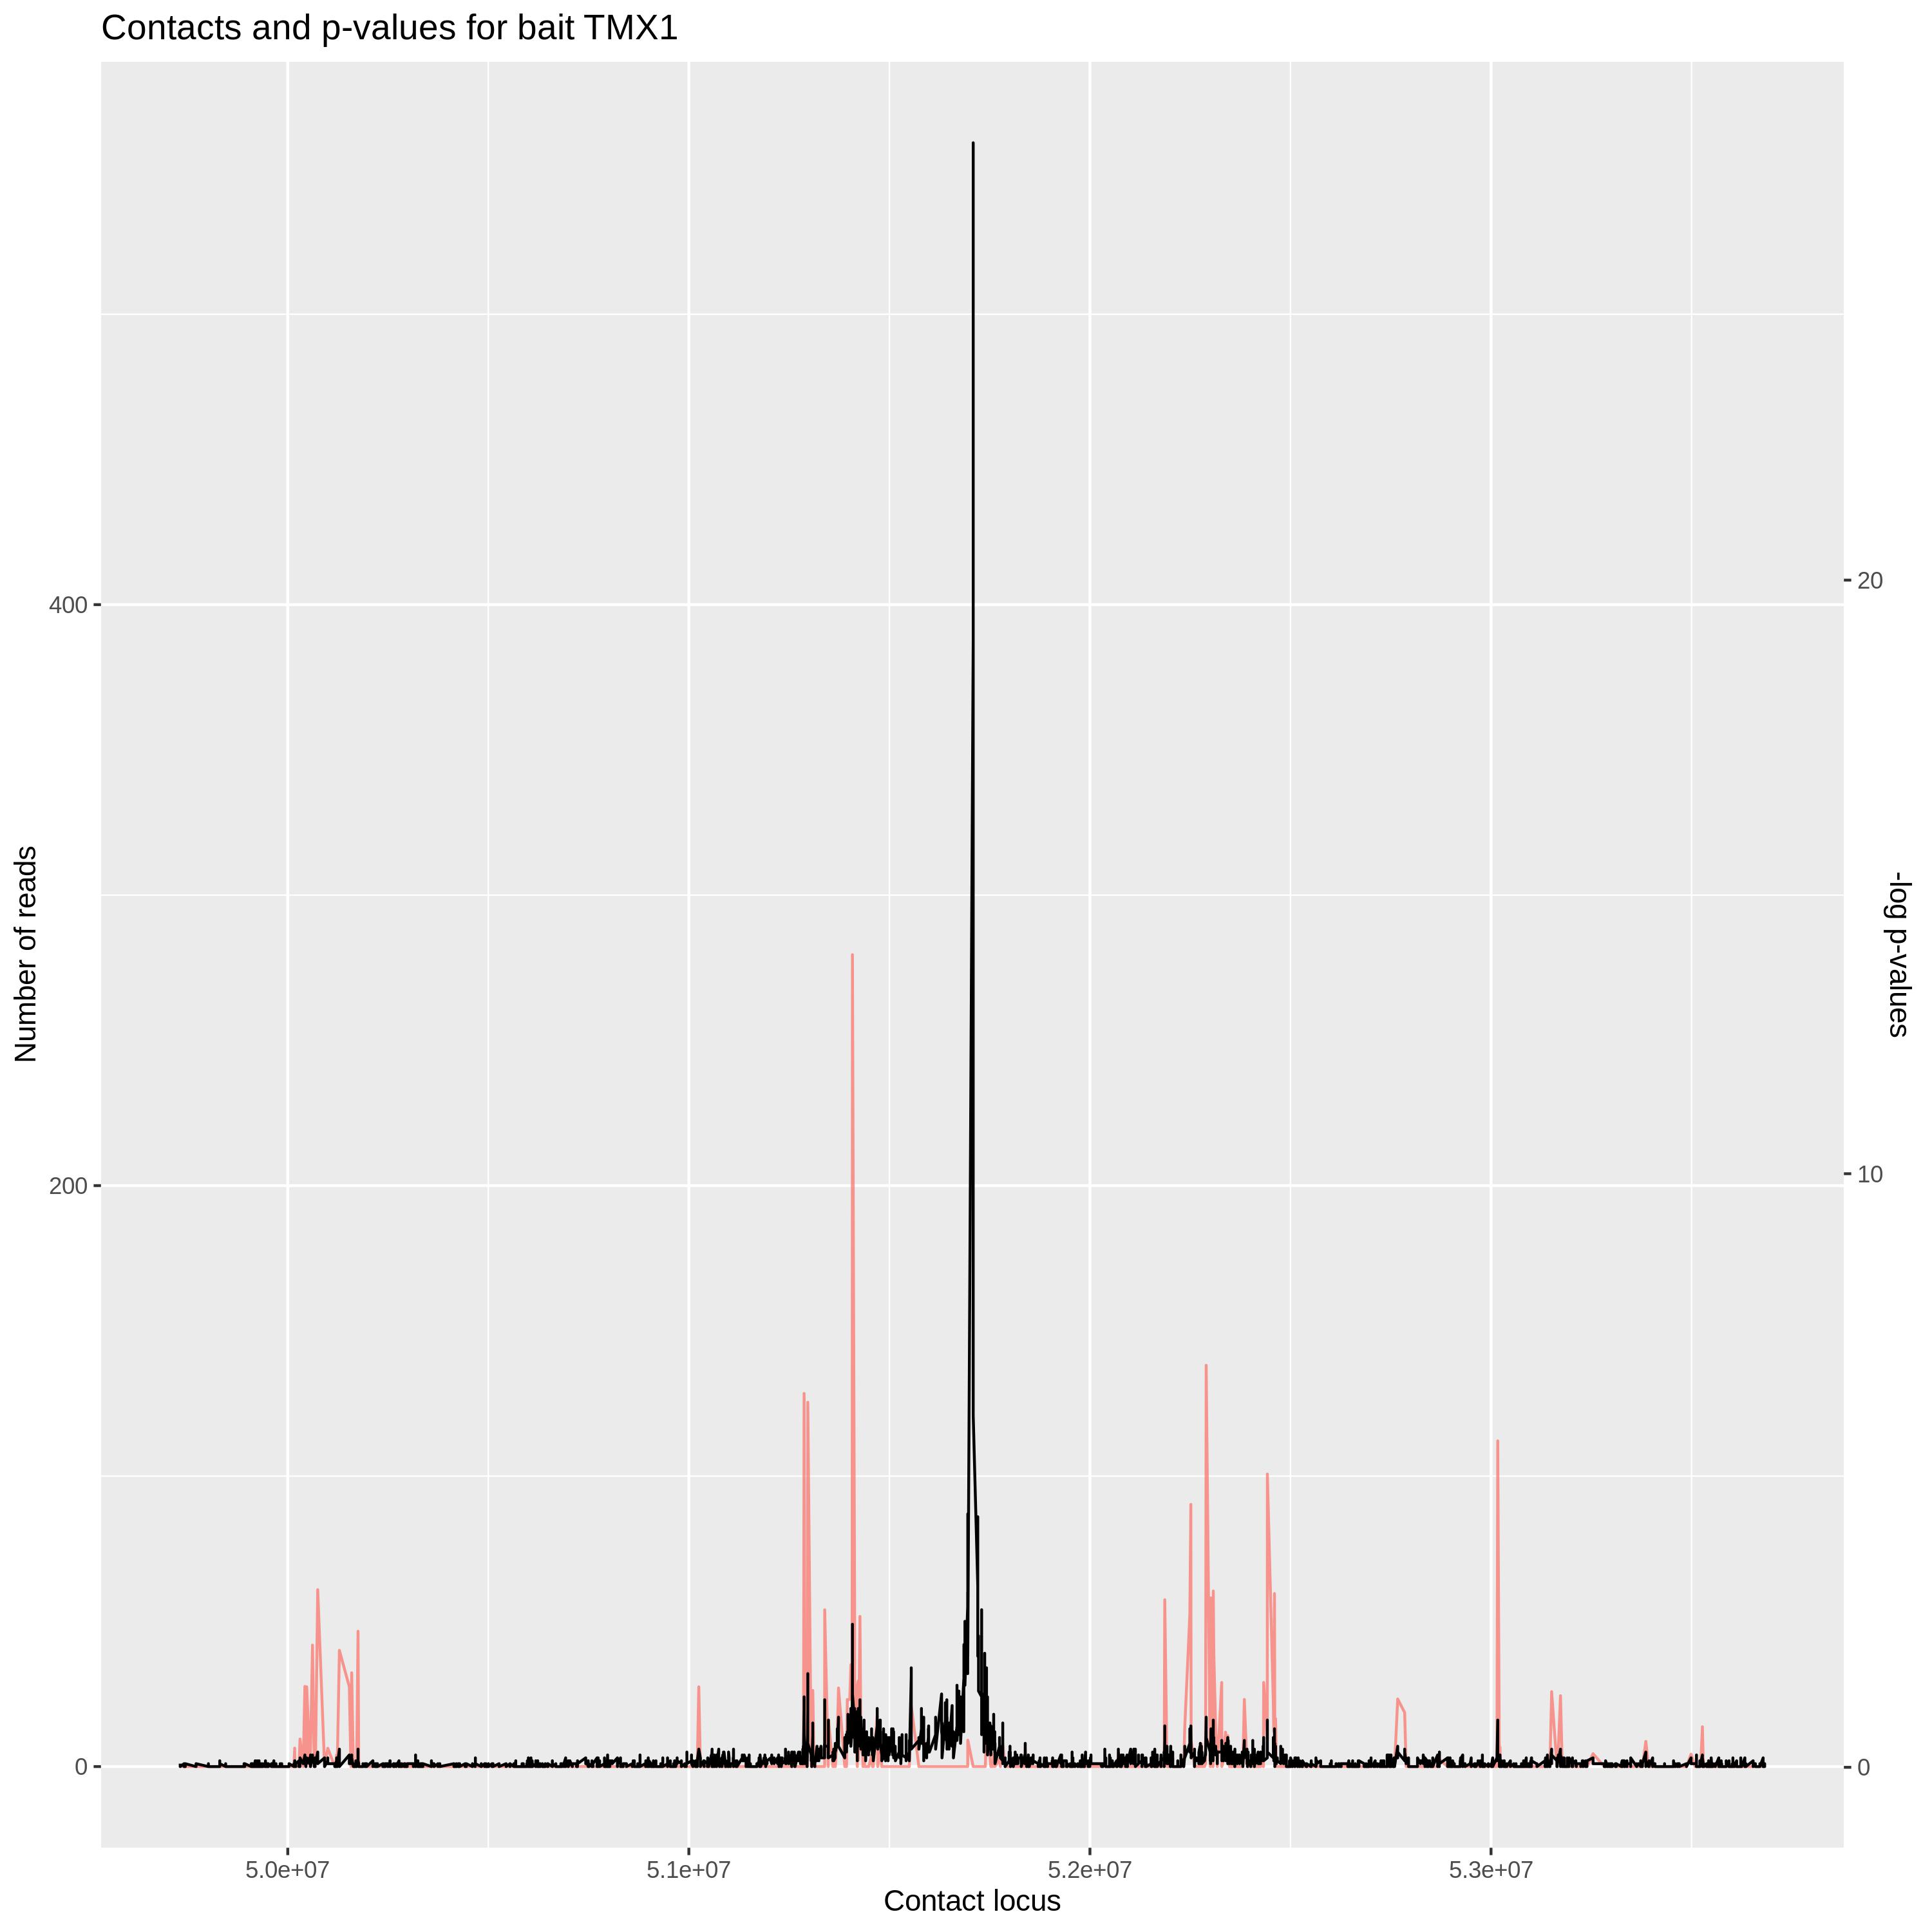 Contacts and p-values for bait TMX1
400
200
0
Number of reads
20
10
0
-log p-values
5.0e+07
5.1e+07
5.2e+07
5.3e+07
Contact locus